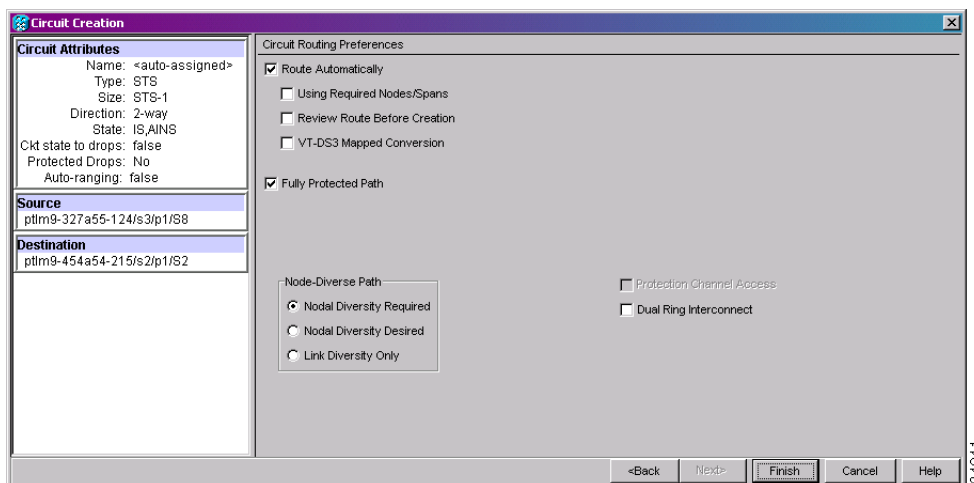 Circuit Creation
Circuit Attributes
Name: <auto-assigned>
Type: STS
Size: STS-1
Direction: 2-way
State: IS,AINS
Ckt state to drops: false
Protected Drops: No
Auto-ranging: false
Source
ptlm9-327a55-124/s3/p1/S8
Destination
ptlm9-454a54-215/s2/p1/S2
Circuit Routing Preferences
Route Automatically
Using Required Nodes/Spans
Review Route Before Creation
VT-DS3 Mapped Conversion
Fully Protected Path
Node-Diverse Path
Nodal Diversity Required
Nodal Diversity Desired
Link Diversity Only
Protection Channel Access
Dual Ring Interconnect
<Back
Next>
Finish
Cancel
Help